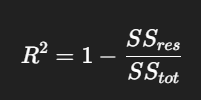 R² = 1 − SS_res / SS_tot